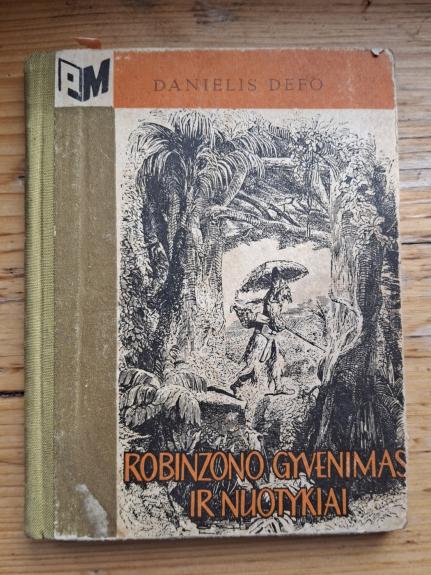 PM
DANIELIS DEFO
ROBINZONO GYVENIMAS
IR NUOTYKIAI